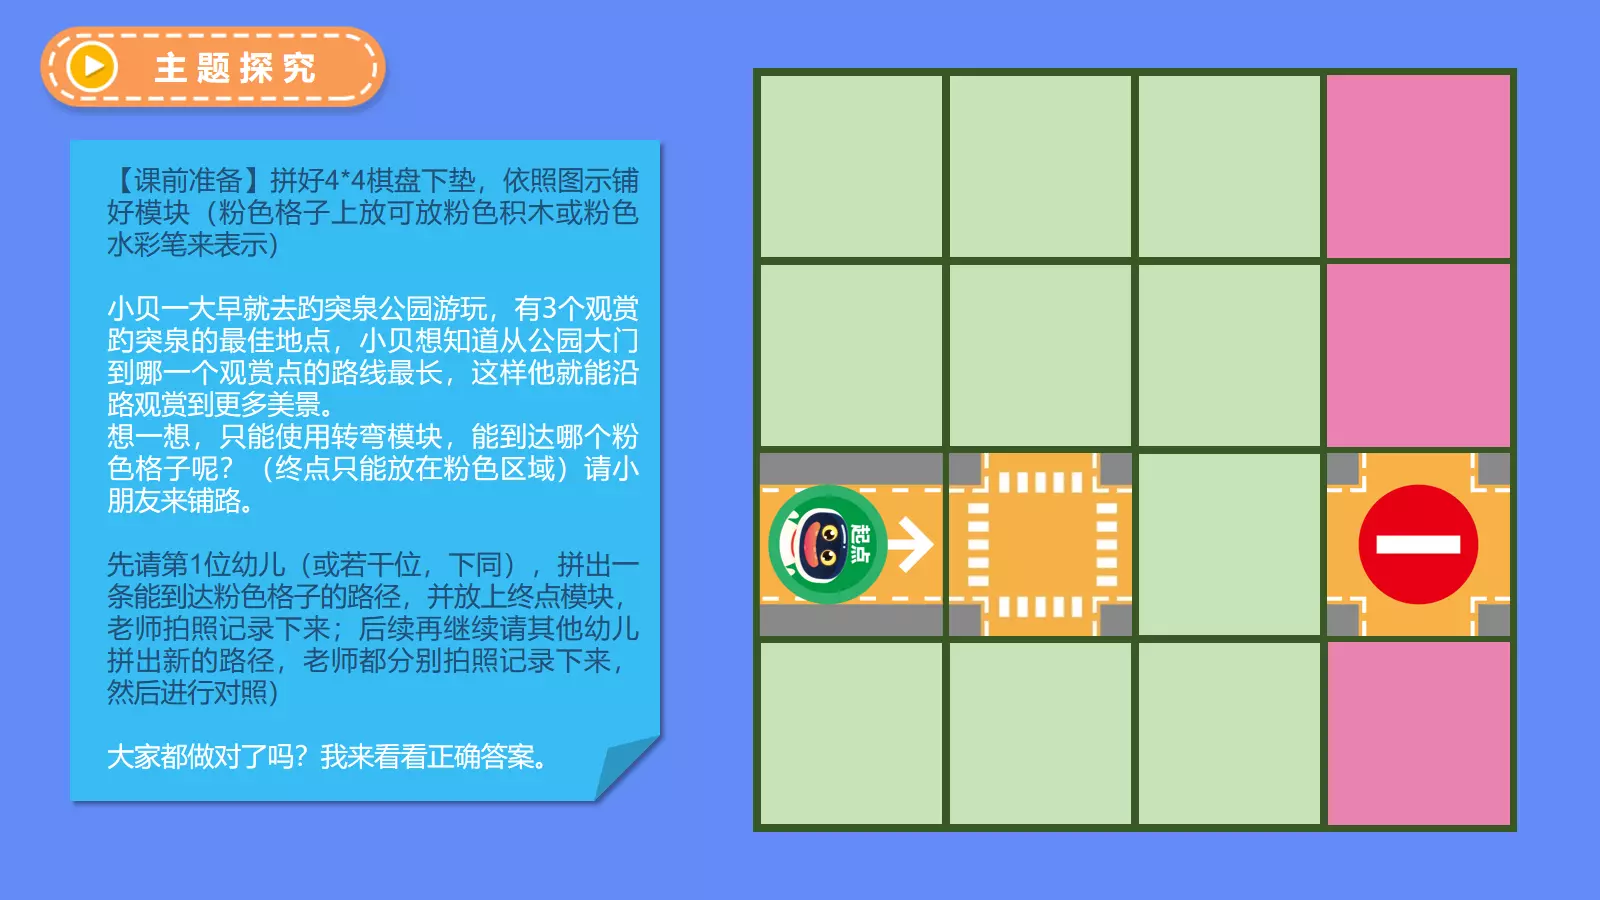 主题探究
【课前准备】拼好4*4棋盘下垫，依照图示铺
好模块（粉色格子上放可放粉色积木或粉色
水彩笔来表示）
小贝一大早就去趵突泉公园游玩，有3个观赏
趵突泉的最佳地点，小贝想知道从公园大门
到哪一个观赏点的路线最长，这样他就能沿
路观赏到更多美景。
想一想，只能使用转弯模块，能到达哪个粉
色格子呢？（终点只能放在粉色区域）请小
朋友来铺路。
先请第1位幼儿（或若干位，下同），拼出一
条能到达粉色格子的路径，并放上终点模块，
老师拍照记录下来；后续再继续请其他幼儿
拼出新的路径，老师都分别拍照记录下来，
然后进行对照）
大家都做对了吗？我来看看正确答案。
起点